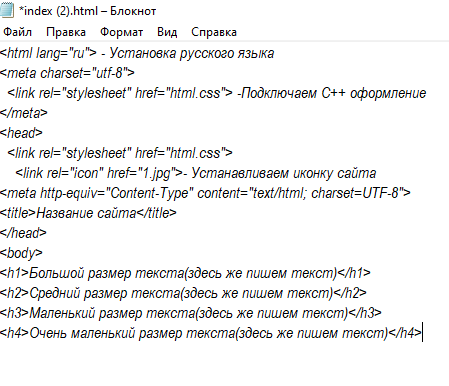 *index (2).html – Блокнот
Файл Правка Формат Вид Справка
<html lang="ru"> - Установка русского языка
<meta charset="utf-8">
<link rel="stylesheet" href="html.css"> -Подключаем C++ оформление
</meta>
<head>
<link rel="stylesheet" href="html.css">
<link rel="icon" href="1.jpg">- Устанавливаем иконку сайта
<meta http-equiv="Content-Type" content="text/html; charset=UTF-8">
<title>Название сайта</title>
</head>
<body>
<h1>Большой размер текста(здесь же пишем текст)</h1>
<h2>Средний размер текста(здесь же пишем текст)</h2>
<h3>Маленький размер текста(здесь же пишем текст)</h3>
<h4>Очень маленький размер текста(здесь же пишем текст)</h4>